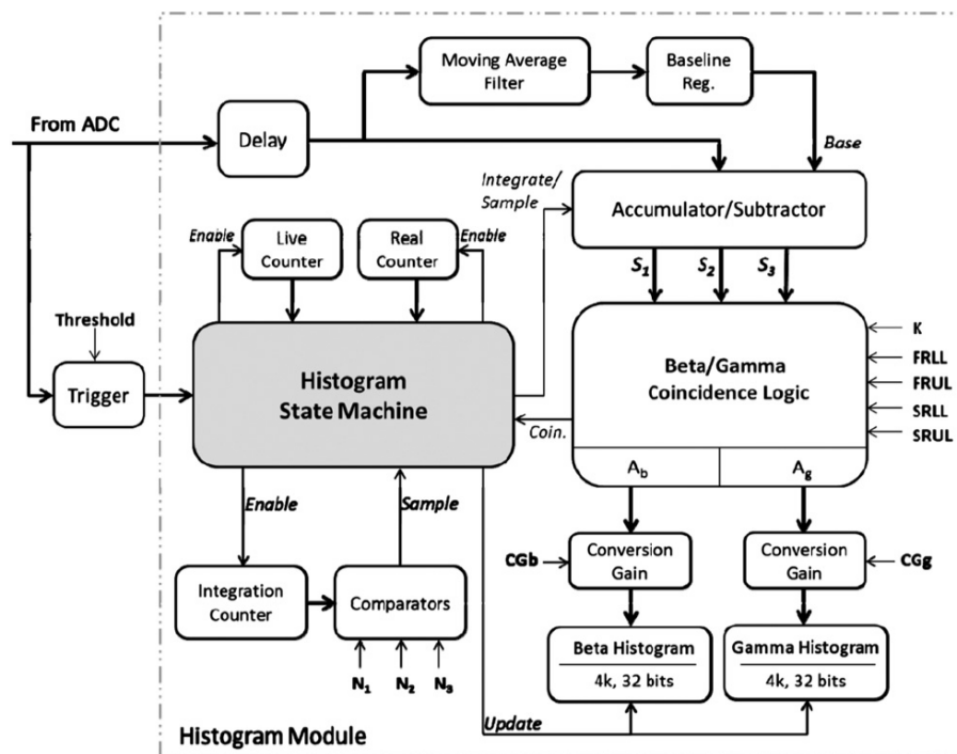 Moving Average
Filter
Baseline
Reg.
From ADC
Delay
Base
Integrate/
Sample
Accumulator/Subtractor
Enable
Live
Counter
Real
Counter
Enable
S1
S2
S3
Threshold
Trigger
Histogram
State Machine
Beta/Gamma
Coincidence Logic
K
FRLL
FRUL
SRLL
SRUL
Coin.
Ab
Ag
Enable
Sample
CGb
Conversion
Gain
Conversion
Gain
CGg
Integration
Counter
Comparators
N1
N2
N3
Beta Histogram
4k, 32 bits
Gamma Histogram
4k, 32 bits
Update
Histogram Module